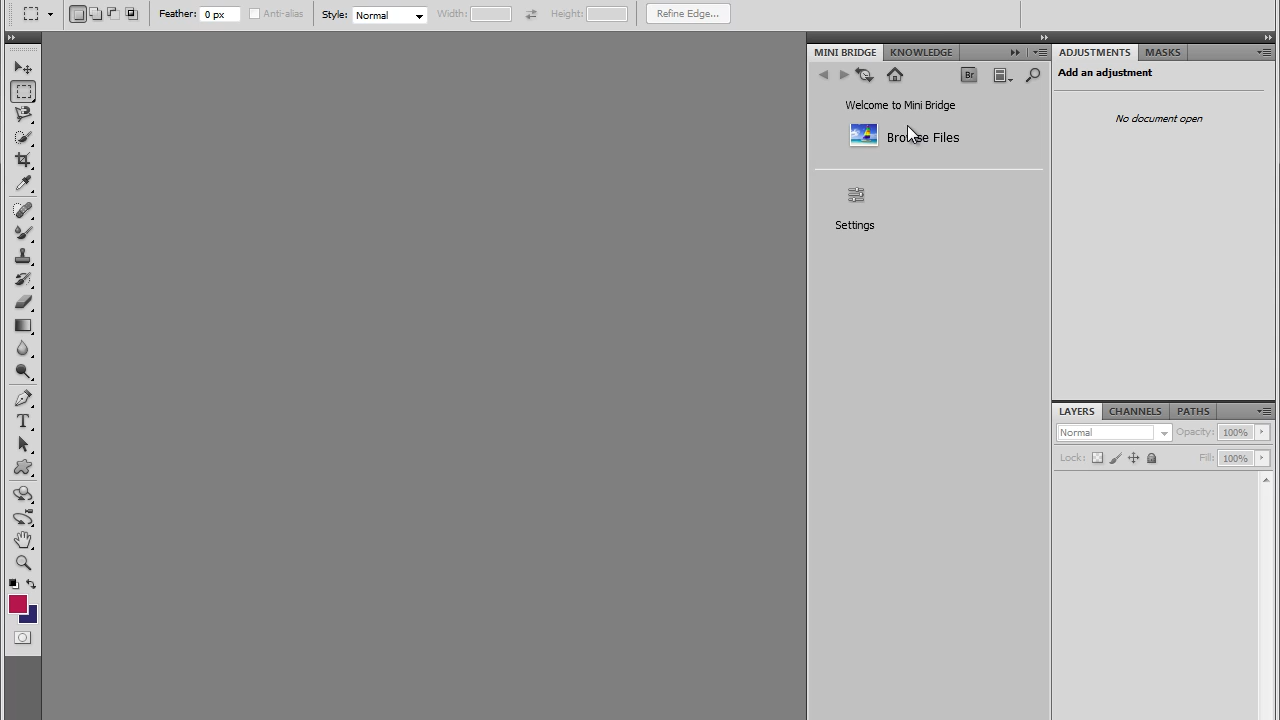 Feather: 0 px Anti-alias Style: Normal Width: Height: Refine Edge...
MINI BRIDGE KNOWLEDGE
Br
Welcome to Mini Bridge
Browse Files
Settings
ADJUSTMENTS MASKS
Add an adjustment
No document open
LAYERS CHANNELS PATHS
Normal Opacity: 100%
Lock: Fill: 100%
T